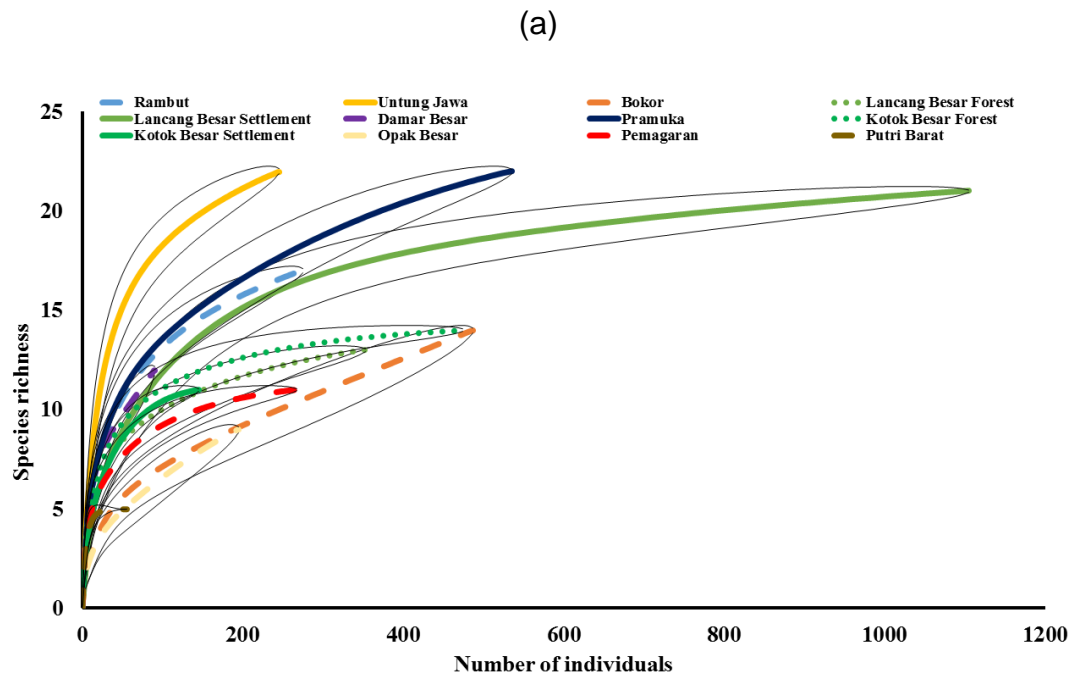 (a)
25
Rambut Untung Jawa Bokor Lancang Besar Forest
Lancang Besar Settlement Damar Besar Pramuka Kotok Besar Forest
Kotok Besar Settlement Opak Besar Pemagaran Putri Barat
20
15
10
5
0
Species richness
0 200 400 600 800 1000 1200
Number of individuals